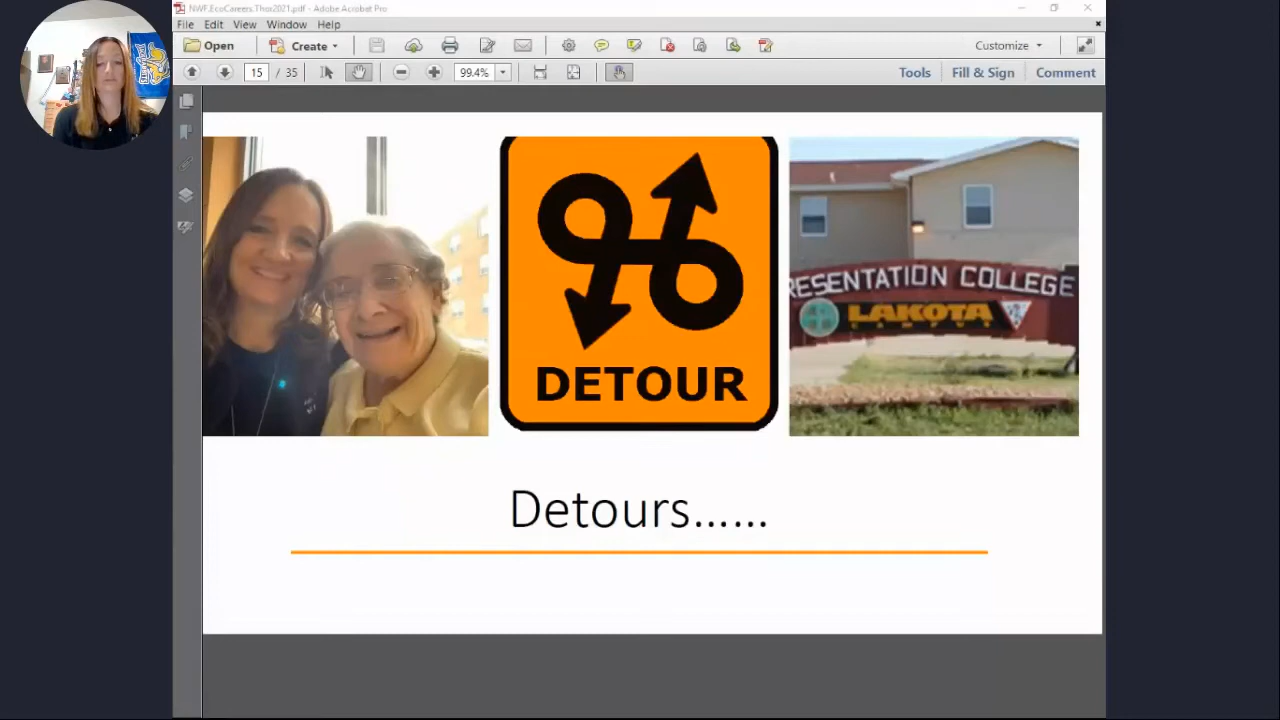 NWF.EcoCareers.Thor2021.pdf - Adobe Acrobat Pro
File Edit View Window Help
Open Create Customize
15 / 35 99.4% Tools Fill & Sign Comment
DETOUR
RESENTATION COLLEGE
LAKOTA
Detours......